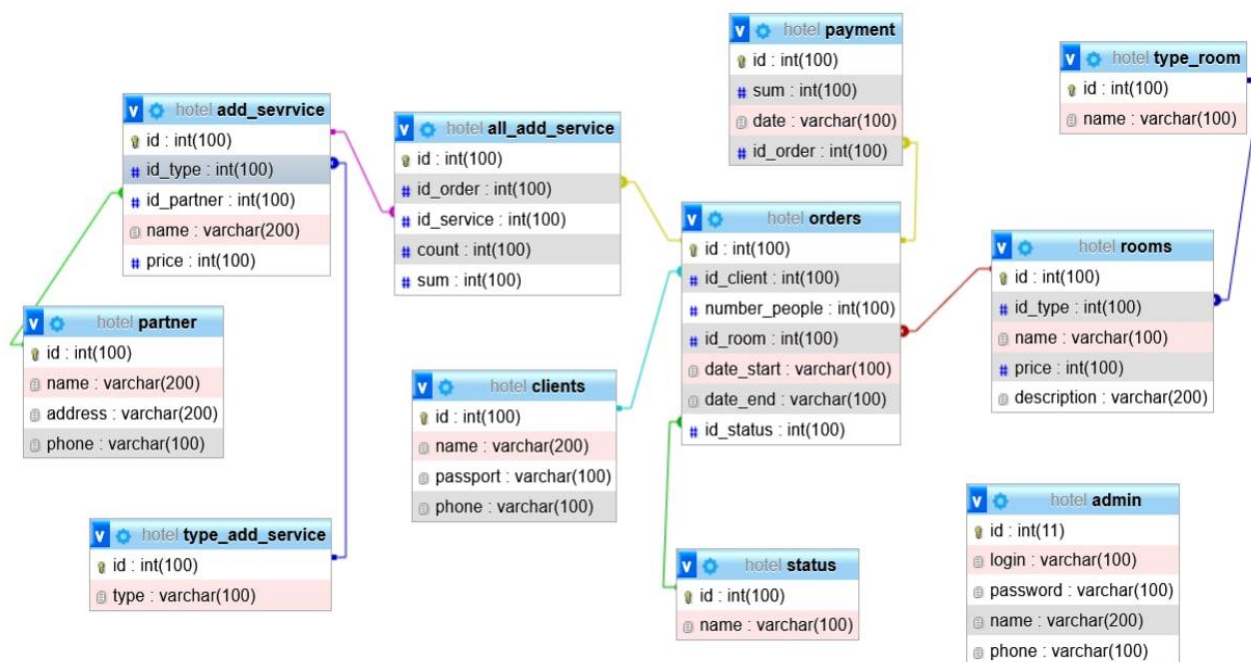 v hotel payment
id : int(100)
# sum : int(100)
date : varchar(100)
# id_order : int(100)
v hotel type_room
id : int(100)
name : varchar(100)
v hotel add_sevrvice
id : int(100)
# id_type : int(100)
# id_partner : int(100)
name : varchar(200)
# price : int(100)
v hotel all_add_service
id : int(100)
# id_order : int(100)
# id_service : int(100)
# count : int(100)
# sum : int(100)
v hotel orders
id : int(100)
# id_client : int(100)
# number_people : int(100)
# id_room : int(100)
date_start : varchar(100)
date_end : varchar(100)
# id_status : int(100)
v hotel rooms
id : int(100)
# id_type : int(100)
name : varchar(100)
# price : int(100)
description : varchar(200)
v hotel partner
id : int(100)
name : varchar(200)
address : varchar(200)
phone : varchar(100)
v hotel clients
id : int(100)
name : varchar(200)
passport : varchar(100)
phone : varchar(100)
v hotel type_add_service
id : int(100)
type : varchar(100)
v hotel status
id : int(100)
name : varchar(100)
v hotel admin
id : int(11)
login : varchar(100)
password : varchar(100)
name : varchar(200)
phone : varchar(100)